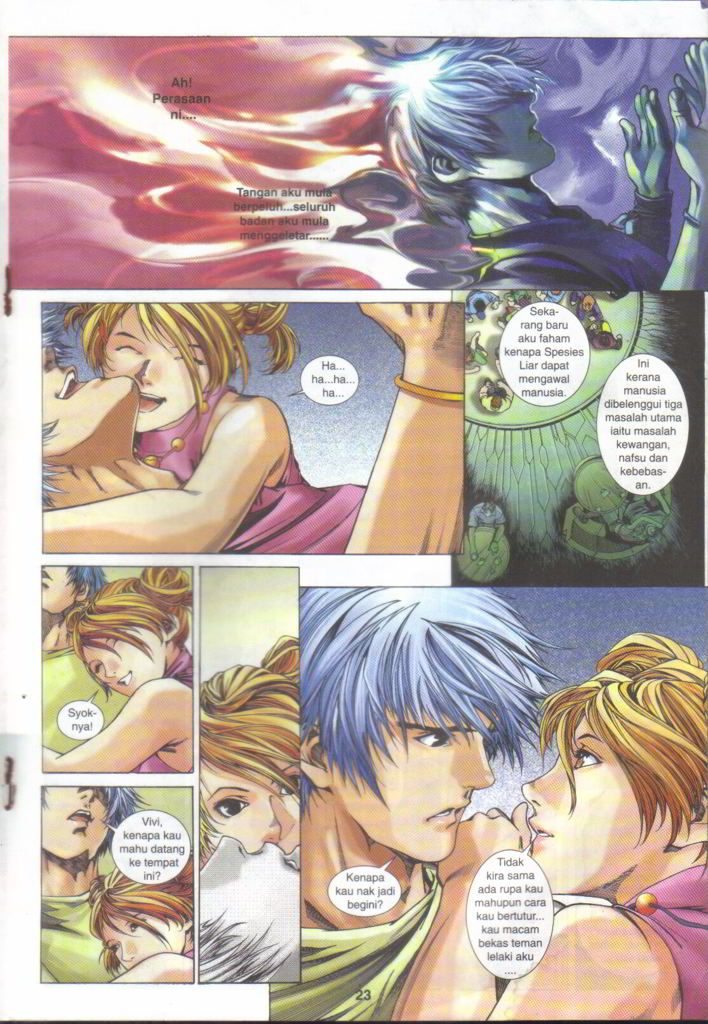 Ah!
Perasaan
ni....
Tangan aku mula
berpeluh...seluruh
badan aku mula
menggeletar......
Ha...
ha...ha...
ha...
Seka-
rang baru
aku faham
kenapa Spesies
Liar dapat
mengawal
manusia.
Ini
kerana
dibelenggui tiga
masalah utama
iaitu masalah
kewangan,
nafsu dan
kebebas-
an.
Syok-
nya!
Vivi,
kenapa kau
mahu datang
ke tempat
ini?
Kenapa
kau nak jadi
begini?
Tidak
kira sama
ada rupa kau
mahupun cara
kau bertutur...
kau macam
bekas teman
lelaki aku
....
23